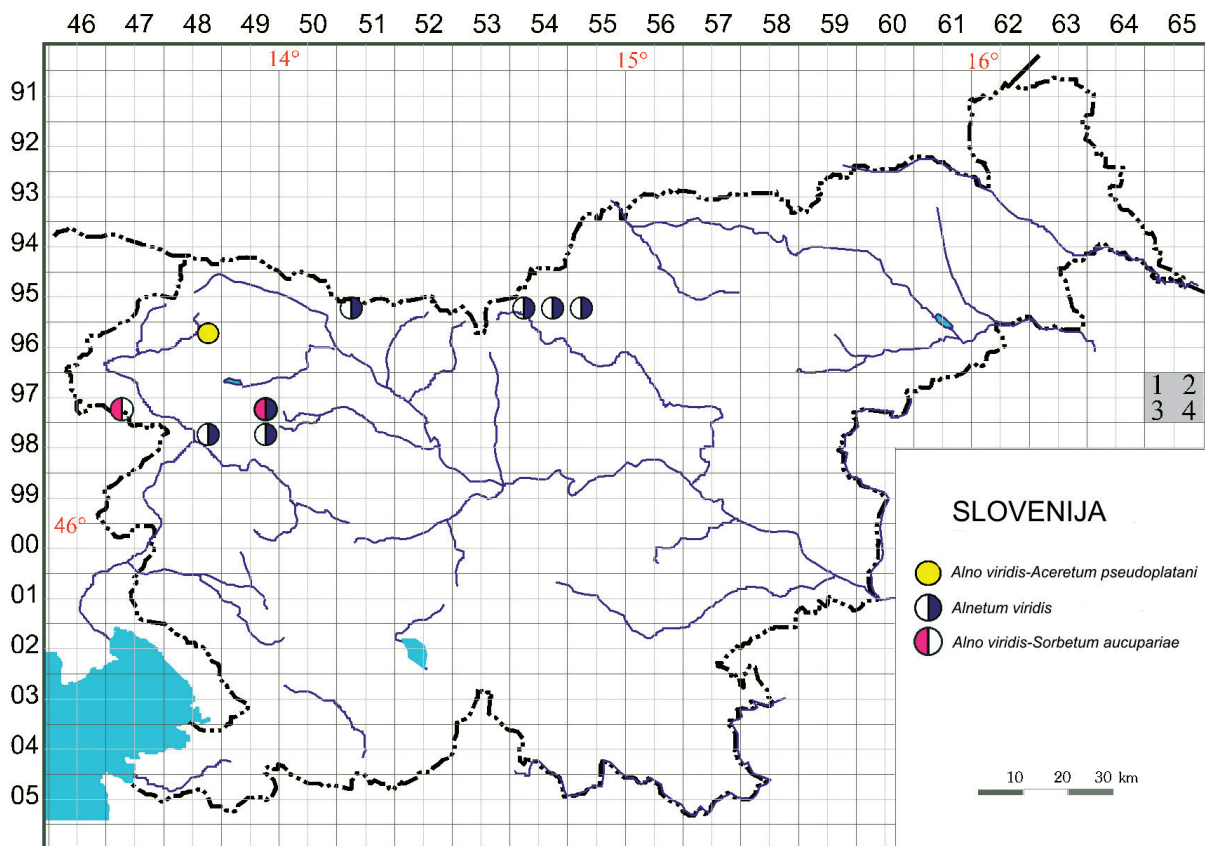 46 47 48 49 50 51 52 53 54 55 56 57 58 59 60 61 62 63 64 65
14° 15° 16°
91
92
93
94
95
96
97
1 2
3 4
98
99
SLOVENIJA
46°
00
Alno viridis-Aceretum pseudoplatani
01
Alnetum viridis
02
Alno viridis-Sorbetum aucupariae
03
04
10 20 30 km
05